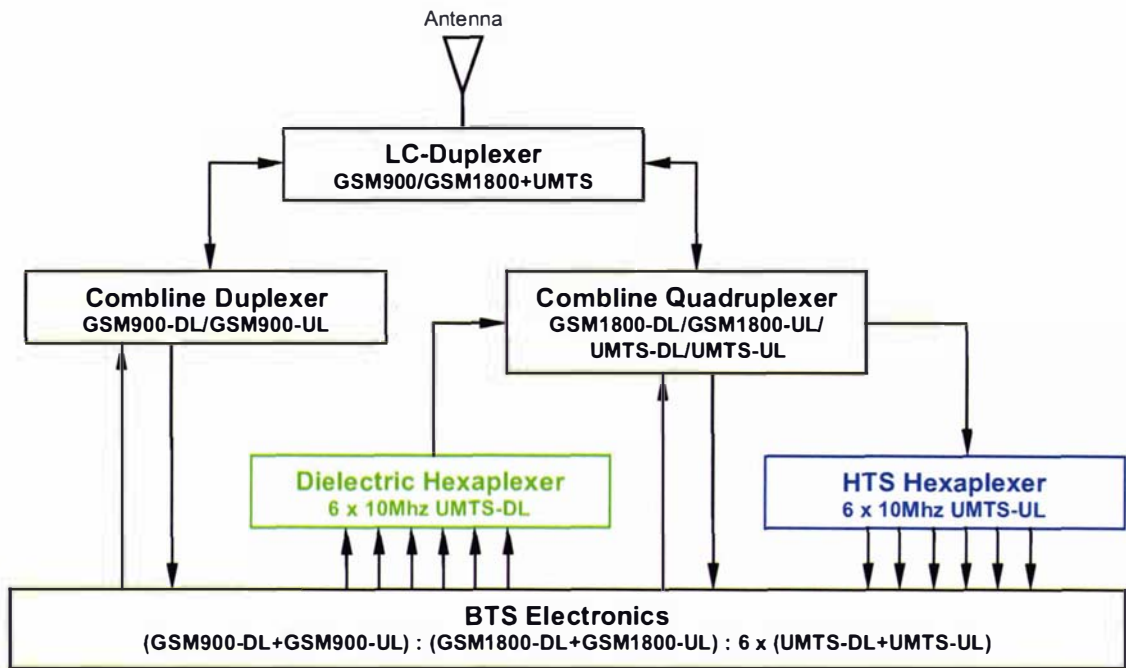 Antenna
LC-Duplexer
GSM900/GSM1800+UMTS
Combline Duplexer
GSM900-DL/GSM900-UL
Combline Quadruplexer
GSM1800-DL/GSM1800-UL/
UMTS-DL/UMTS-UL
Dielectric Hexaplexer
6 x 10Mhz UMTS-DL
HTS Hexaplexer
6 x 10Mhz UMTS-UL
BTS Electronics
(GSM900-DL+GSM900-UL) : (GSM1800-DL+GSM1800-UL) : 6 x (UMTS-DL+UMTS-UL)